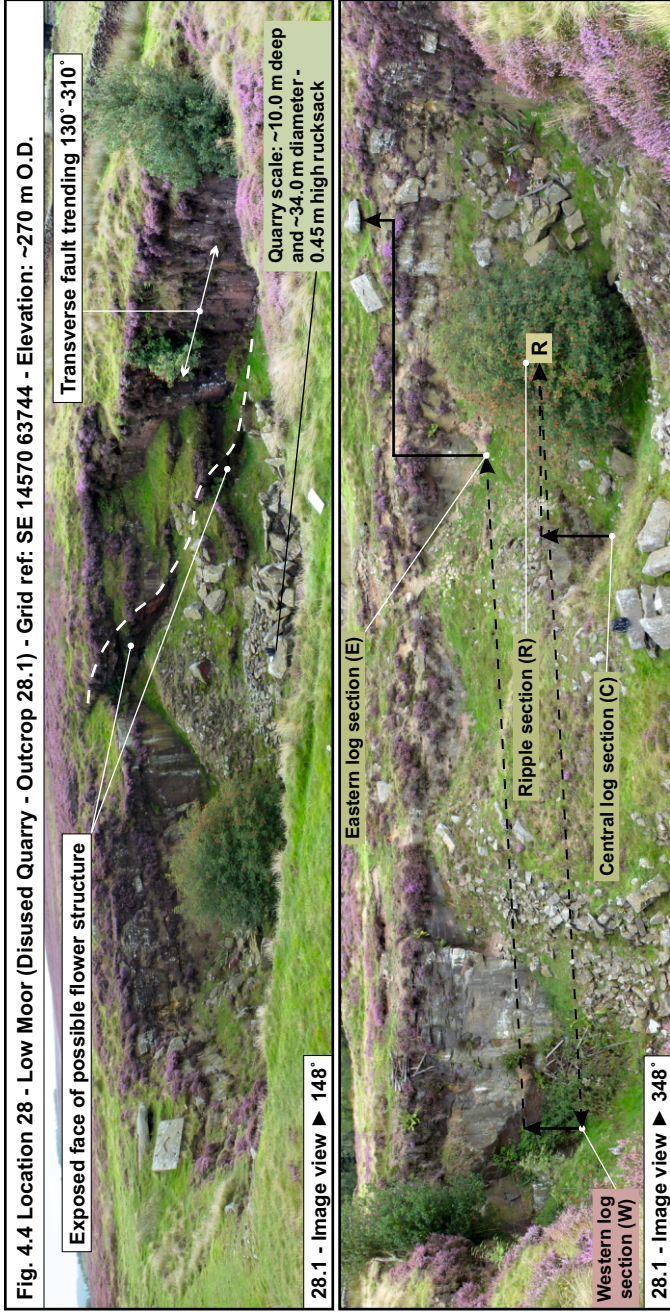 Fig. 4.4 Location 28 - Low Moor (Disused Quarry - Outcrop 28.1) - Grid ref: SE 14570 63744 - Elevation: ~270 m O.D.
Exposed face of possible flower structure
Transverse fault trending 130˚-310˚
Quarry scale: ~10.0 m deep
and ~34.0 m diameter -
0.45 m high rucksack
28.1 - Image view ► 148˚
Eastern log section (E)
R
Ripple section (R)
Central log section (C)
Western log
section (W)
28.1 - Image view ► 348˚